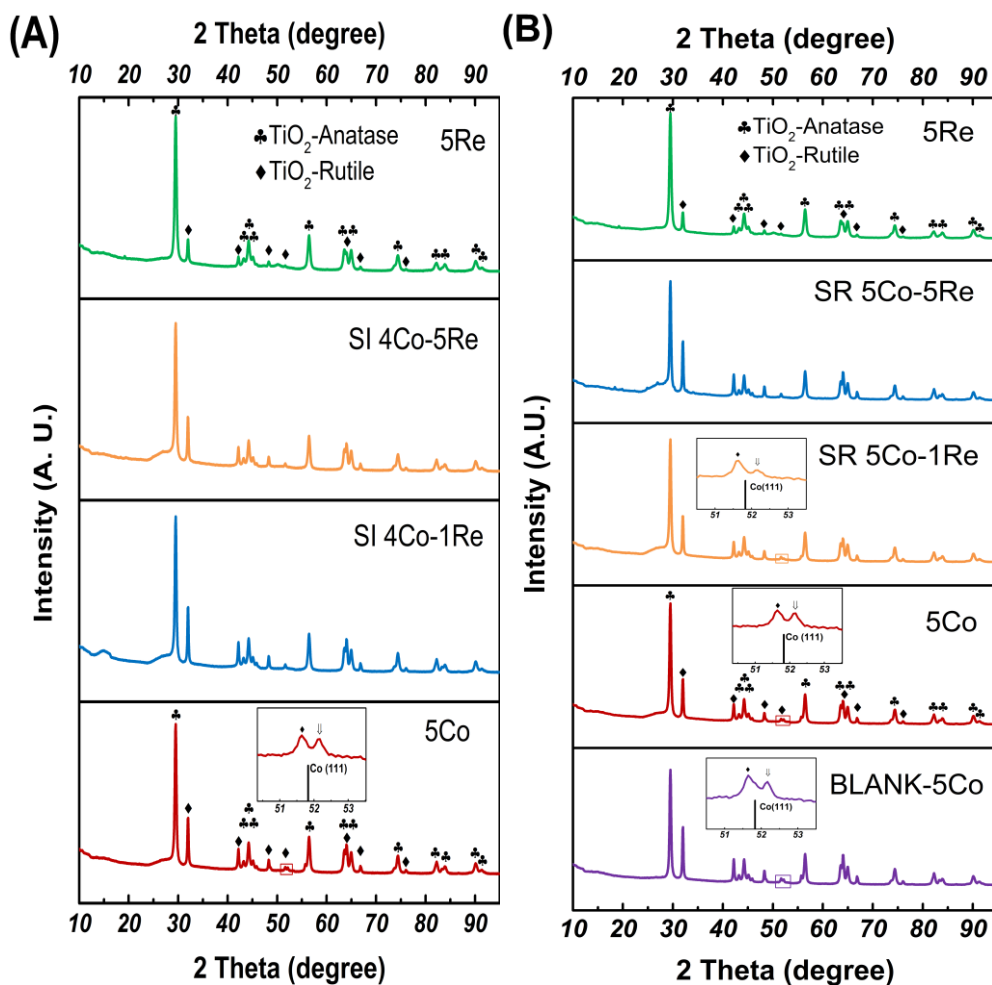 (A)
2 Theta (degree)
10 20 30 40 50 60 70 80 90
♣TiO2-Anatase
♦TiO2-Rutile
5Re
SI 4Co-5Re
SI 4Co-1Re
5Co
Co (111)
51 52 53
Intensity (A. U.)
10 20 30 40 50 60 70 80 90
2 Theta (degree)
(B)
2 Theta (degree)
10 20 30 40 50 60 70 80 90
♣TiO2-Anatase
♦TiO2-Rutile
5Re
SR 5Co-5Re
SR 5Co-1Re
Co(111)
51 52 53
5Co
Co (111)
51 52 53
BLANK-5Co
Co(111)
51 52 53
Intensity (A.U.)
10 20 30 40 50 60 70 80 90
2 Theta (degree)